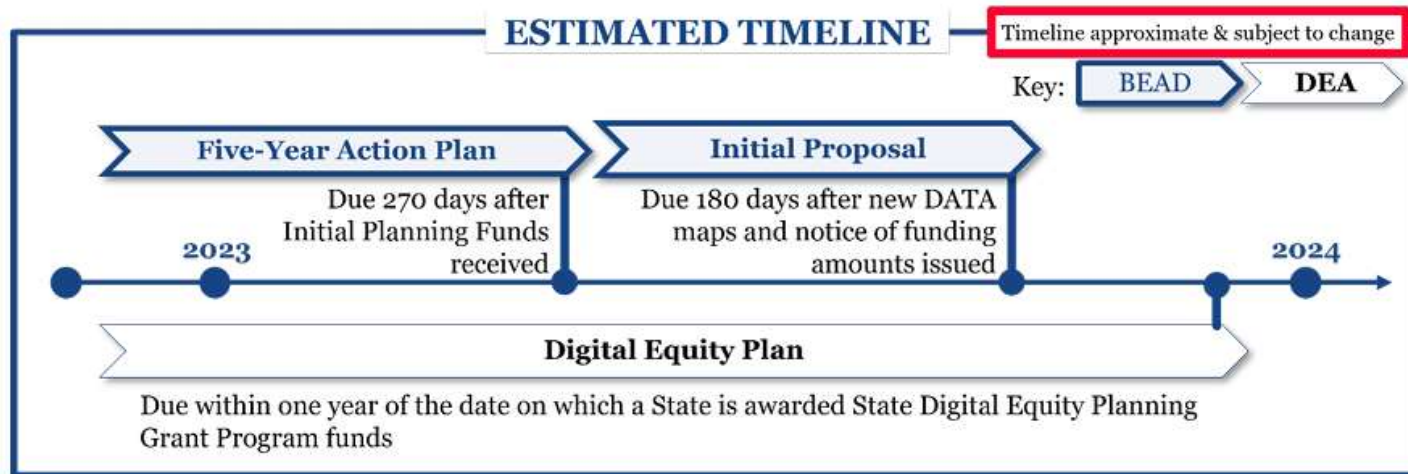 ESTIMATED TIMELINE
Timeline approximate & subject to change
Key:
BEAD
DEA
Five-Year Action Plan
Initial Proposal
Due 270 days after
Initial Planning Funds
received
Due 180 days after new DATA
maps and notice of funding
amounts issued
2023
2024
Digital Equity Plan
Due within one year of the date on which a State is awarded State Digital Equity Planning
Grant Program funds